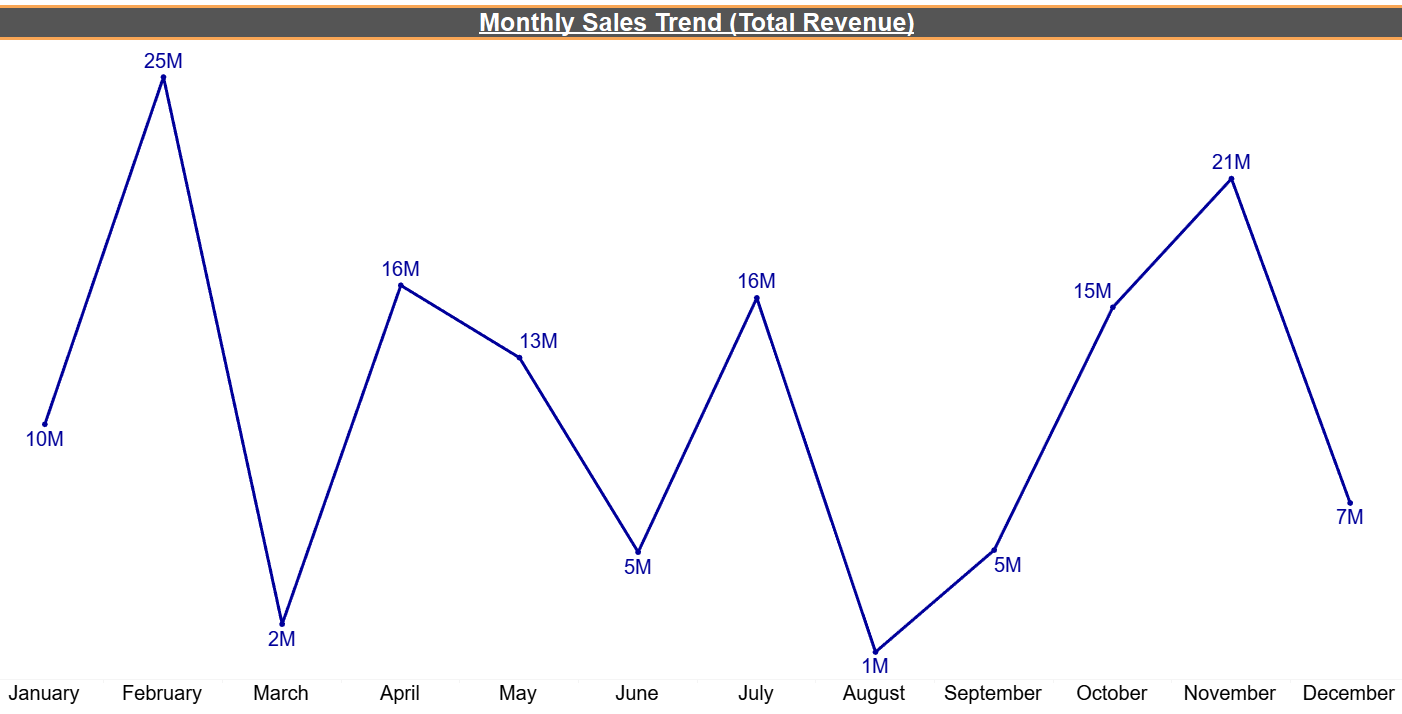 Monthly Sales Trend (Total Revenue)
25M
21M
16M
16M
15M
13M
10M
7M
5M
5M
2M
1M
January February March April May June July August September October November December